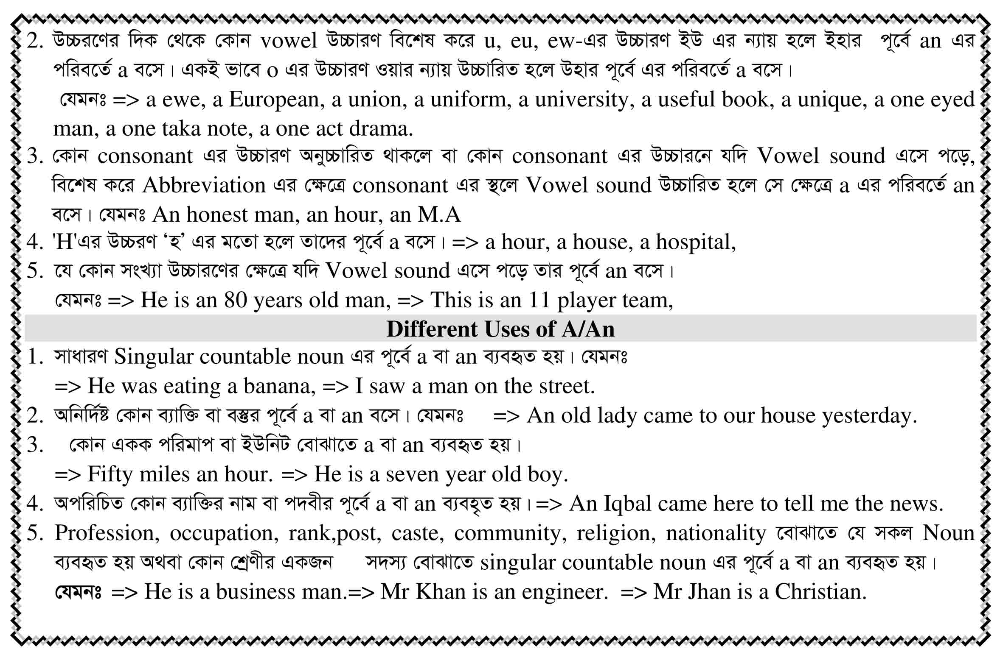 2. উচ্চরণের দিক থেকে কোন vowel উচ্চারণ বিশেষ করে u, eu, ew-এর উচ্চারণ ইউ এর ন্যায় হলে ইহার পূর্বে an এর
পরিবর্তে a বসে। একই ভাবে o এর উচ্চারণ ওয়ার ন্যায় উচ্চারিত হলে উহার পূর্বে এর পরিবর্তে a বসে।
যেমনঃ => a ewe, a European, a union, a uniform, a university, a useful book, a unique, a one eyed
man, a one taka note, a one act drama.
3. কোন consonant এর উচ্চারণ অনুচ্চারিত থাকলে বা কোন consonant এর উচ্চারনে যদি Vowel sound এসে পড়ে,
বিশেষ করে Abbreviation এর ক্ষেত্রে consonant এর স্থলে Vowel sound উচ্চারিত হলে সে ক্ষেত্রে a এর পরিবর্তে an
বসে। যেমনঃ An honest man, an hour, an M.A
4. 'H'এর উচ্চরণ ‘হ’ এর মতো হলে তাদের পূর্বে a বসে। => a hour, a house, a hospital,
5. যে কোন সংখ্যা উচ্চারণের ক্ষেত্রে যদি Vowel sound এসে পড়ে তার পূর্বে an বসে।
যেমনঃ => He is an 80 years old man, => This is an 11 player team,
Different Uses of A/An
1. সাধারণ Singular countable noun এর পূর্বে a বা an ব্যবহৃত হয়। যেমনঃ
=> He was eating a banana, => I saw a man on the street.
2. অনির্দিষ্ট কোন ব্যাক্তি বা বস্তুর পূর্বে a বা an বসে। যেমনঃ => An old lady came to our house yesterday.
3. কোন একক পরিমাপ বা ইউনিট বোঝাতে a বা an ব্যবহৃত হয়।
=> Fifty miles an hour. => He is a seven year old boy.
4. অপরিচিত কোন ব্যাক্তির নাম বা পদবীর পূর্বে a বা an ব্যবহৃত হয়।=> An Iqbal came here to tell me the news.
5. Profession, occupation, rank,post, caste, community, religion, nationality বোঝাতে যে সকল Noun
ব্যবহৃত হয় অথবা কোন শ্রেণীর একজন সদস্য বোঝাতে singular countable noun এর পূর্বে a বা an ব্যবহৃত হয়।
যেমনঃ => He is a business man.=> Mr Khan is an engineer. => Mr Jhan is a Christian.